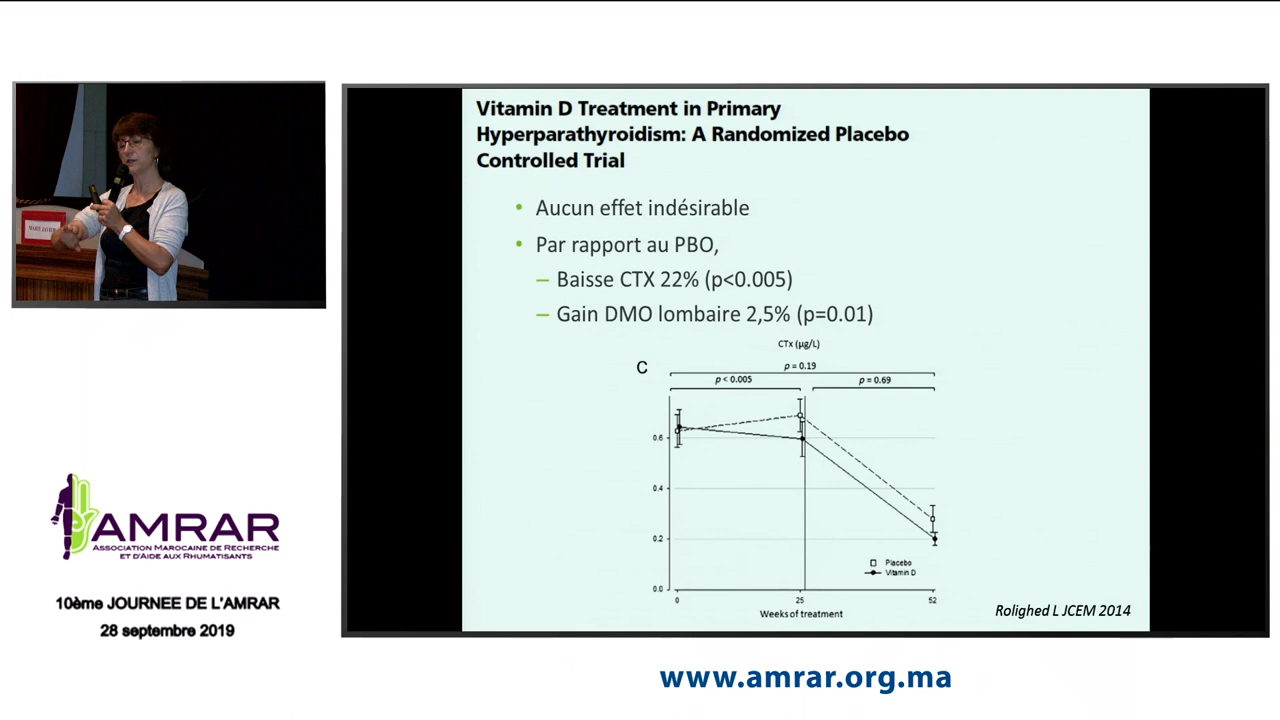 Vitamin D Treatment in Primary
Hyperparathyroidism: A Randomized Placebo
Controlled Trial
• Aucun effet indésirable
• Par rapport au PBO,
– Baisse CTX 22% (p<0.005)
– Gain DMO lombaire 2,5% (p=0.01)
CTx (µg/L)
C
p = 0.19
p < 0.005
p = 0.69
0.6
0.4
0.2
0.0
Placebo
Vitamin D
0 25 52
Weeks of treatment
Rolighed L JCEM 2014
AMRAR
ASSOCIATION MAROCAINE DE RECHERCHE
ET D'AIDE AUX RHUMATISANTS
10ème JOURNEE DE L'AMRAR
28 septembre 2019
www.amrar.org.ma